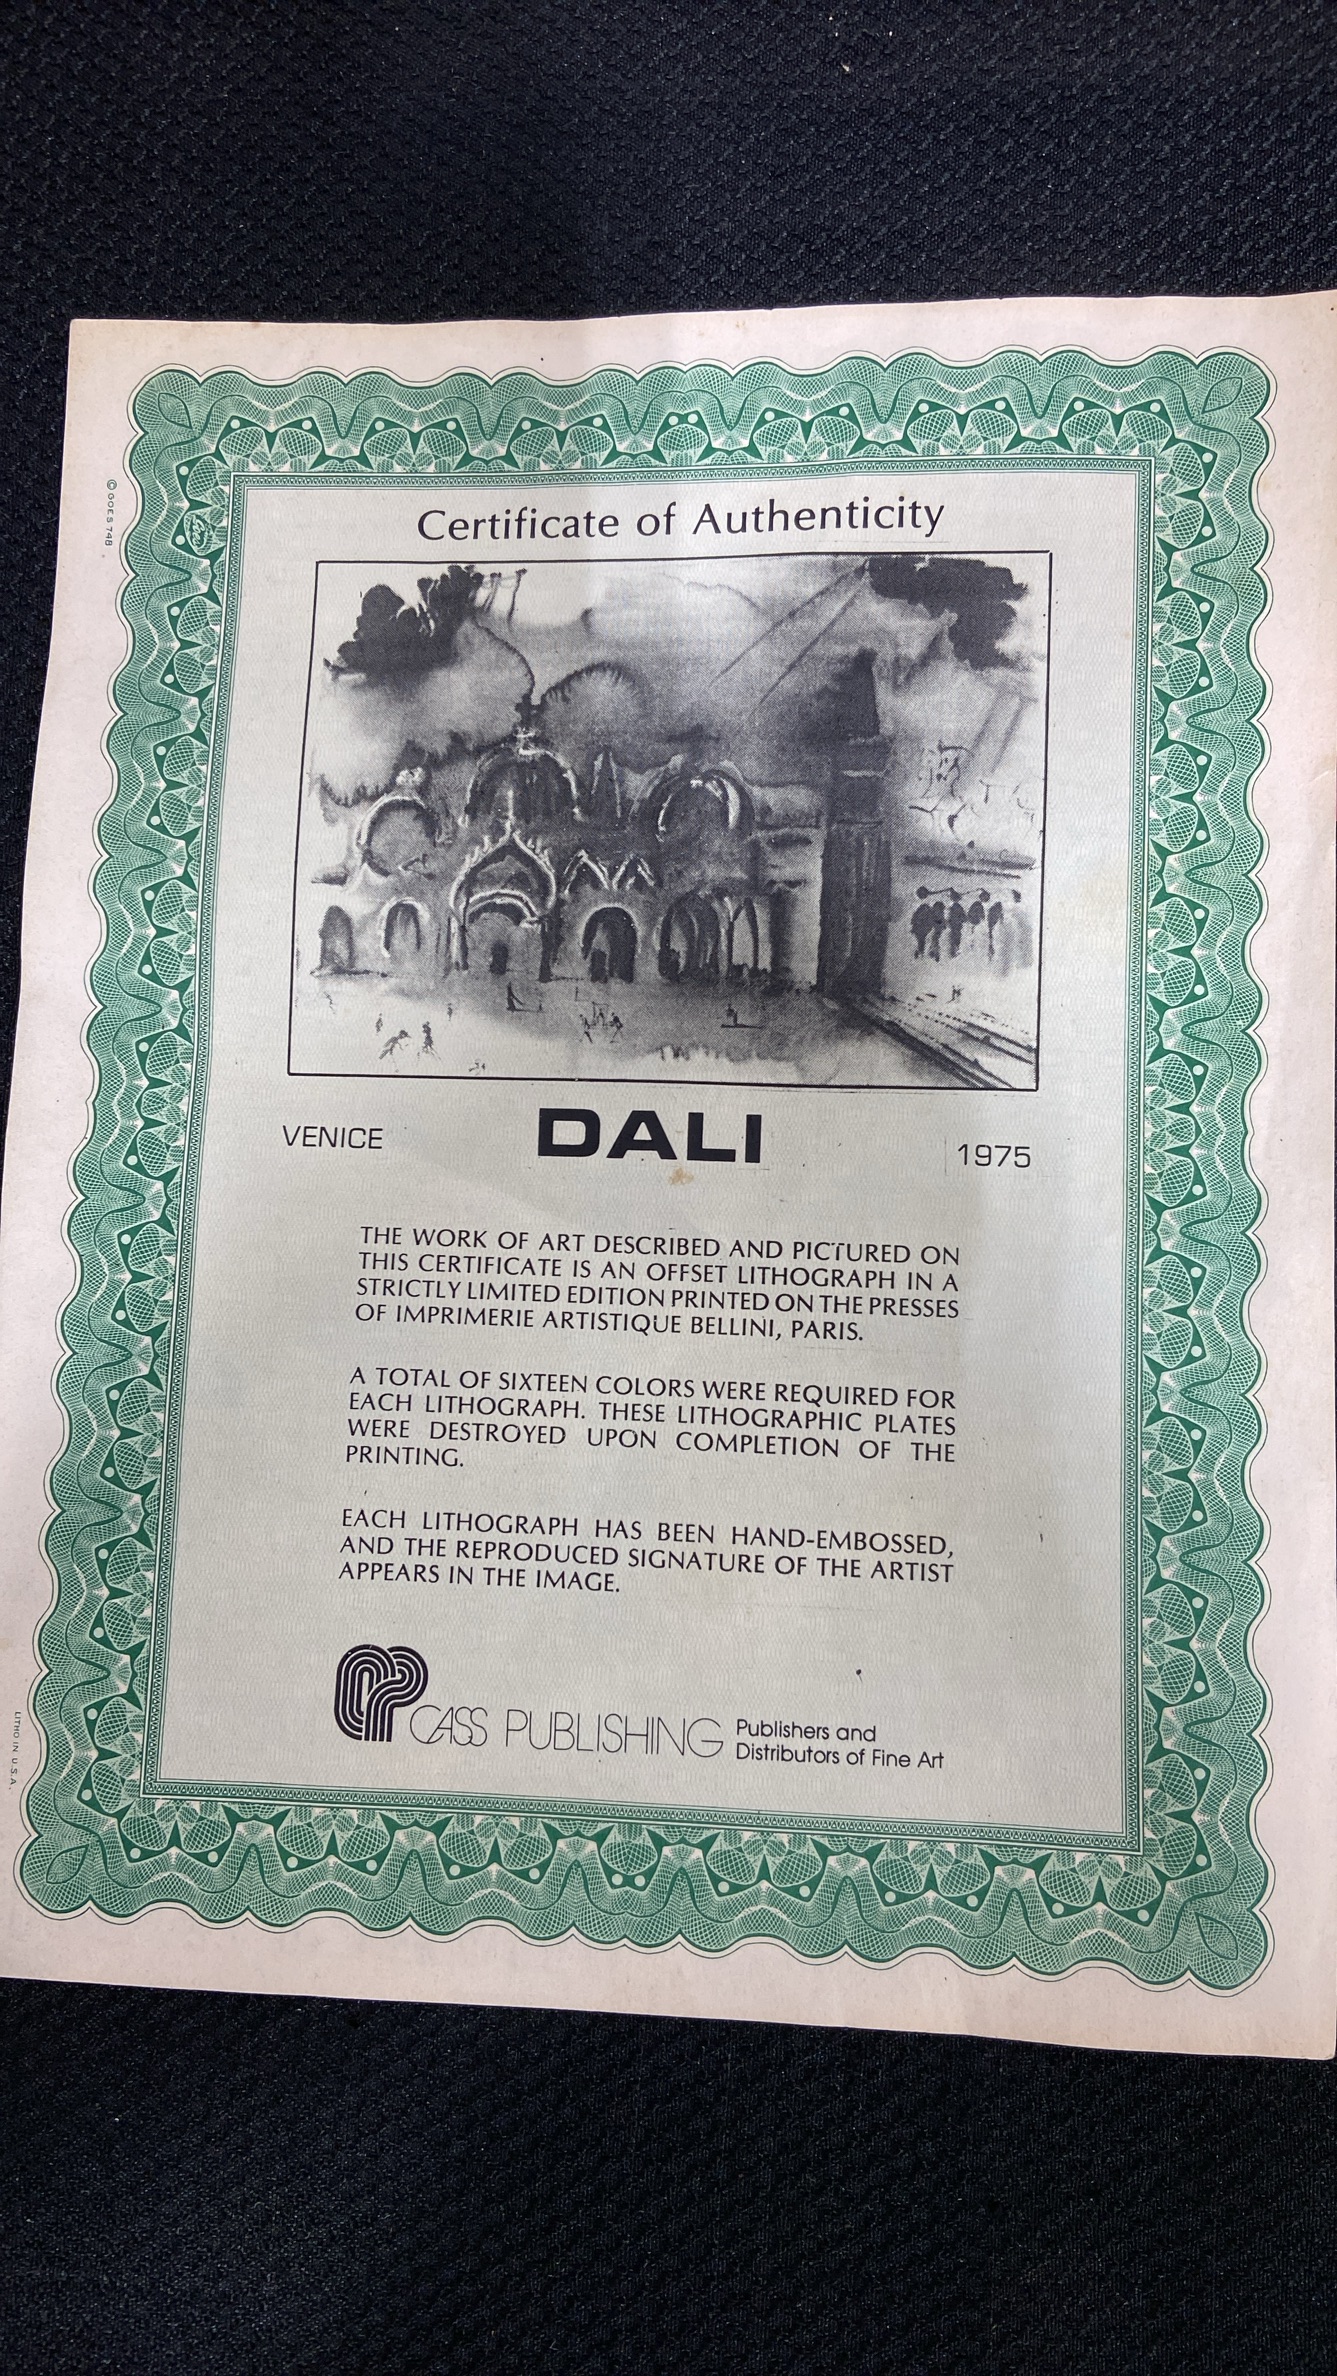 Certificate of Authenticity
© GOES 748
VENICE
DALI
1975
THE WORK OF ART DESCRIBED AND PICTURED ON
THIS CERTIFICATE IS AN OFFSET LITHOGRAPH IN A
STRICTLY LIMITED EDITION PRINTED ON THE PRESSES
OF IMPRIMERIE ARTISTIQUE BELLINI, PARIS.
A TOTAL OF SIXTEEN COLORS WERE REQUIRED FOR
EACH LITHOGRAPH. THESE LITHOGRAPHIC PLATES
WERE DESTROYED UPON COMPLETION OF THE
PRINTING.
EACH LITHOGRAPH HAS BEEN HAND-EMBOSSED,
AND THE REPRODUCED SIGNATURE OF THE ARTIST
APPEARS IN THE IMAGE.
CASS PUBLISHING
Publishers and
Distributors of Fine Art
LITHO IN U.S.A.